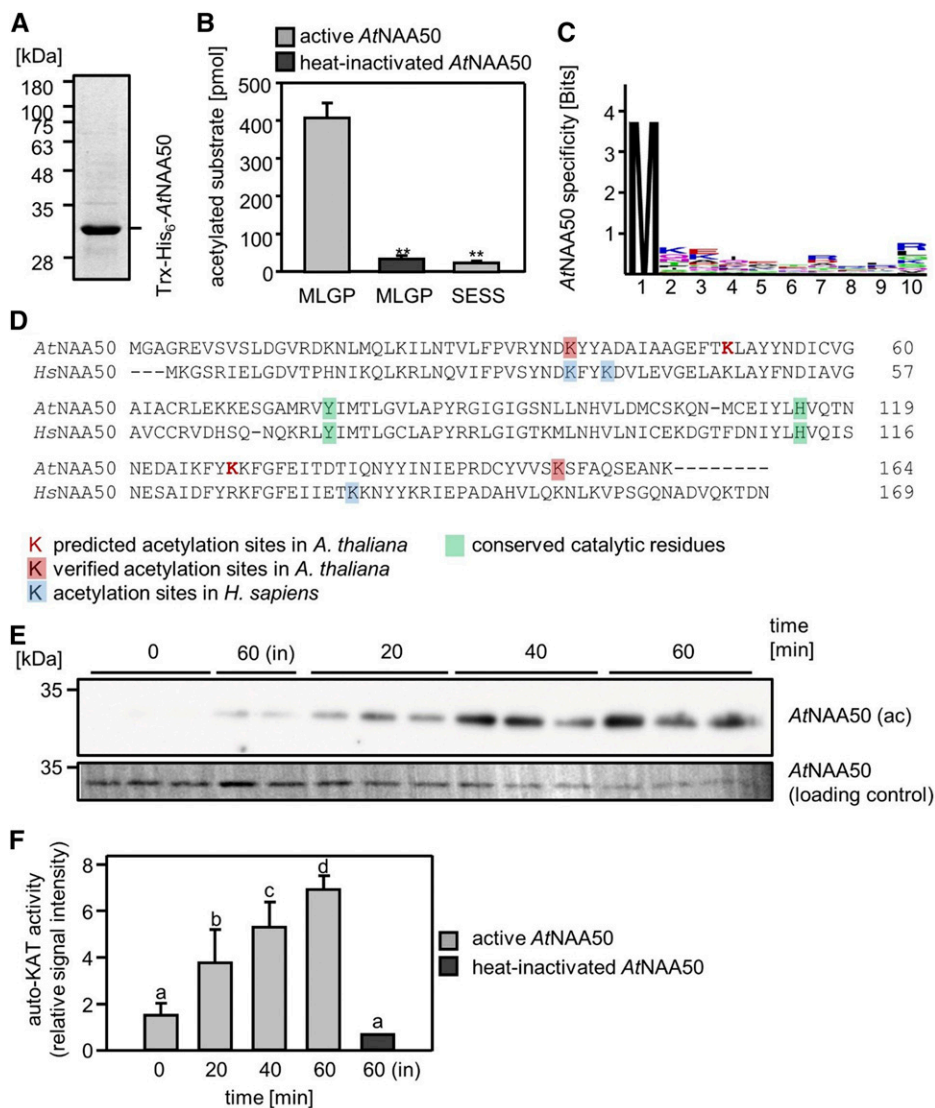 A
[kDa]
180
100
75
63
48
35
28
Trx-His6-AtNAA50
B
active AtNAA50
heat-inactivated AtNAA50
acetylated substrate [pmol]
500
400
300
200
100
0
**
**
MLGP MLGP SESS
C
AtNAA50 specificity [Bits]
4
3
2
1
M
1 2 3 4 5 6 7 8 9 10
D
AtNAA50 MGAGREVSVSLDGVRDKNLMQLKILNTVLFPVRYNDKYYADAIAAGEFTKLAYYNDICVG 60
HsNAA50 ---MKGSRIELGDVTPHNIKQLKRLNQVIFPVSYNDKFYKDVLEVGELAKLAYFNDIAVG 57
AtNAA50 AIACRLEKKESGAMRVYIMTLGVLAPYRGIGIGSNLLNHVLDMCSKQN-MCEIYLHVQTN 119
HsNAA50 AVCCRVDHSQ-NQKRLYIMTLGCLAPYRRLGIGTKMLNHVLNICEKDGTFDNIYLHVQIS 116
AtNAA50 NEDAIKFYKKFGFEITDTIQNYYINIEPRDCYVVSKSFAQSEANK-------- 164
HsNAA50 NESAIDFYRKFGFEIIETKKNYYKRIEPADAHVLQKNLKVPSGQNADVQKTDN 169
K predicted acetylation sites in A. thaliana
K verified acetylation sites in A. thaliana
K acetylation sites in H. sapiens
conserved catalytic residues
E
[kDa]
0 60 (in) 20 40 60
time
[min]
35
AtNAA50 (ac)
35
AtNAA50
(loading control)
F
auto-KAT activity
(relative signal intensity)
8
6
4
2
0
a b c d a
0 20 40 60 60 (in)
time [min]
active AtNAA50
heat-inactivated AtNAA50